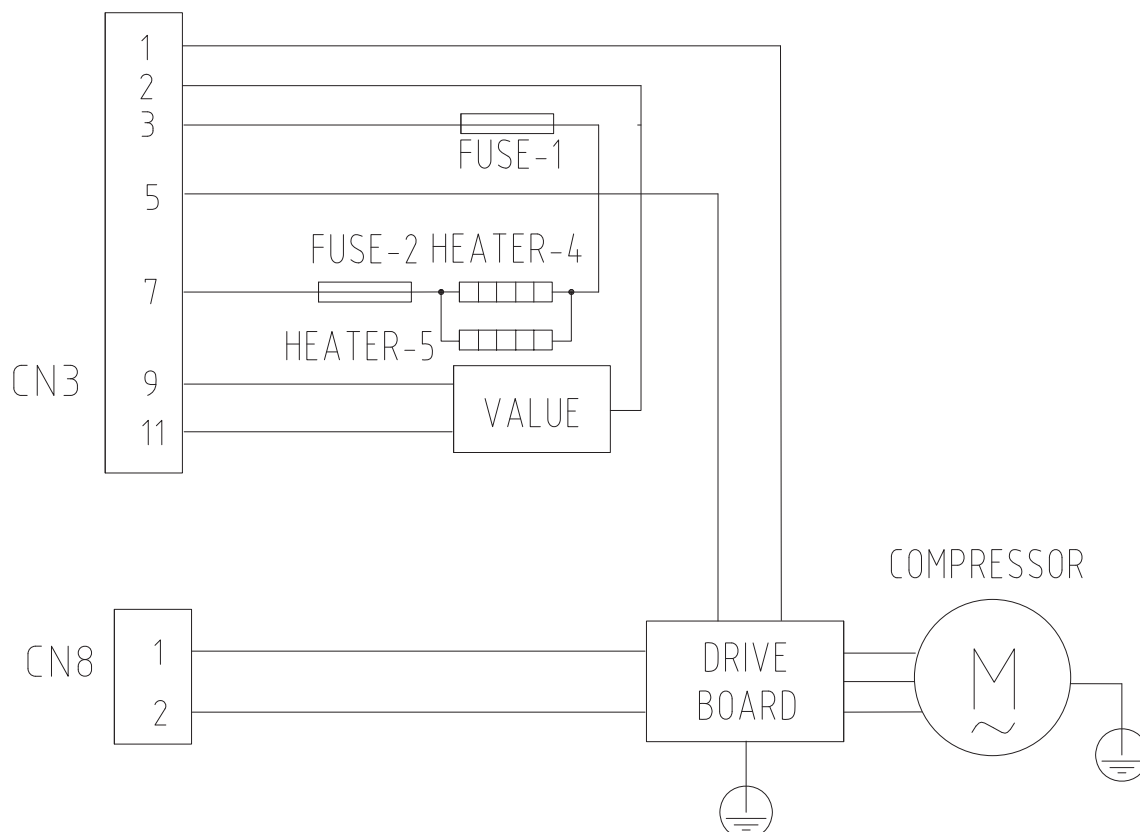 1
2
3
FUSE-1
5
FUSE-2 HEATER-4
7
HEATER-5
CN3
9
VALUE
11
COMPRESSOR
CN8
1
DRIVE
BOARD
M
~
2